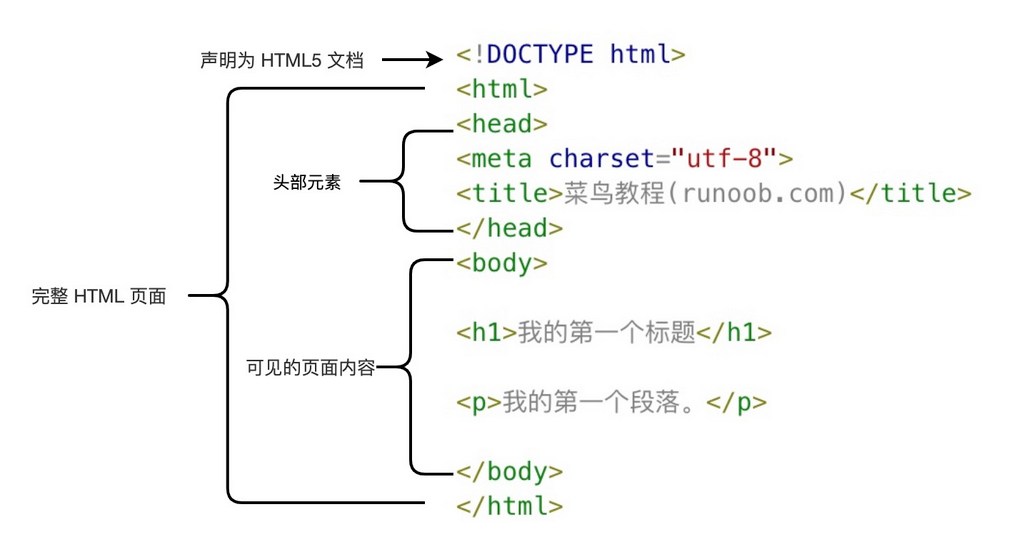 声明为 HTML5 文档
<!DOCTYPE html>
<html>
<head>
<meta charset="utf-8">
头部元素
<title>菜鸟教程(runoob.com)</title>
</head>
<body>
完整 HTML 页面
<h1>我的第一个标题</h1>
可见的页面内容
<p>我的第一个段落。</p>
</body>
</html>